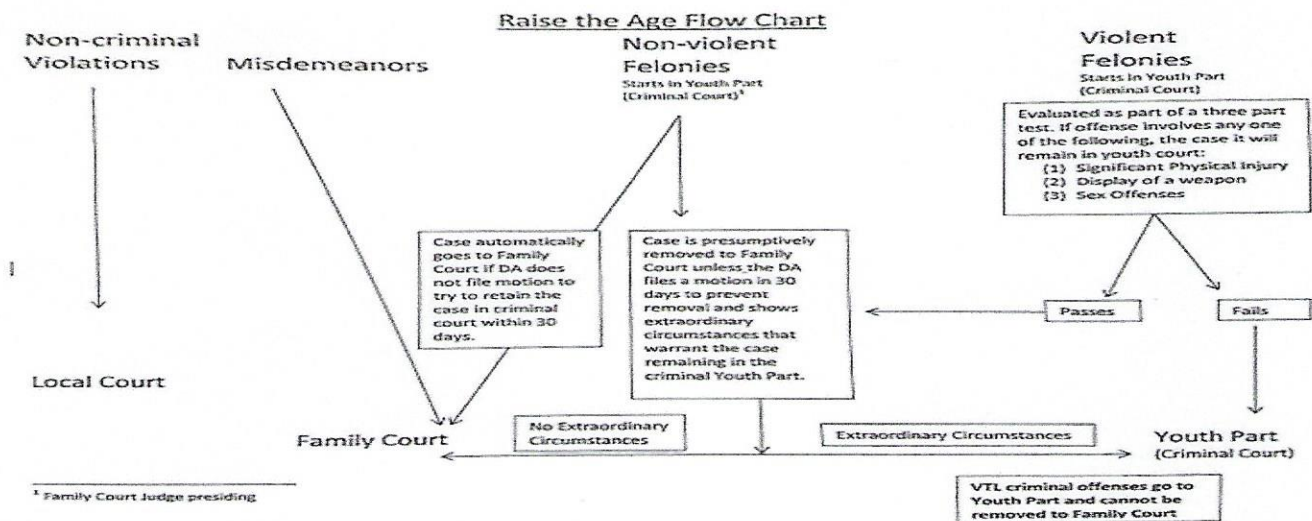 Raise the Age Flow Chart
Non-criminal
Violations
Misdemeanors
Non-violent
Felonies
Starts in Youth Part
(Criminal Court)¹
Violent
Felonies
Starts in Youth Part
(Criminal Court)
Evaluated as part of a three part
test. If offense involves any one
of the following, the case it will
remain in youth court:
(1) Significant Physical Injury
(2) Display of a weapon
(3) Sex Offenses
Case automatically
goes to Family
Court if DA does
not file motion to
try to retain the
case in criminal
court within 30
days.
Case is presumptively
removed to Family
Court unless the DA
files a motion in 30
days to prevent
removal and shows
extraordinary
circumstances that
warrant the case
remaining in the
criminal Youth Part.
Passes
Fails
Local Court
Family Court
No Extraordinary
Circumstances
Extraordinary Circumstances
Youth Part
(Criminal Court)
¹ Family Court Judge presiding
VTL criminal offenses go to
Youth Part and cannot be
removed to Family Court